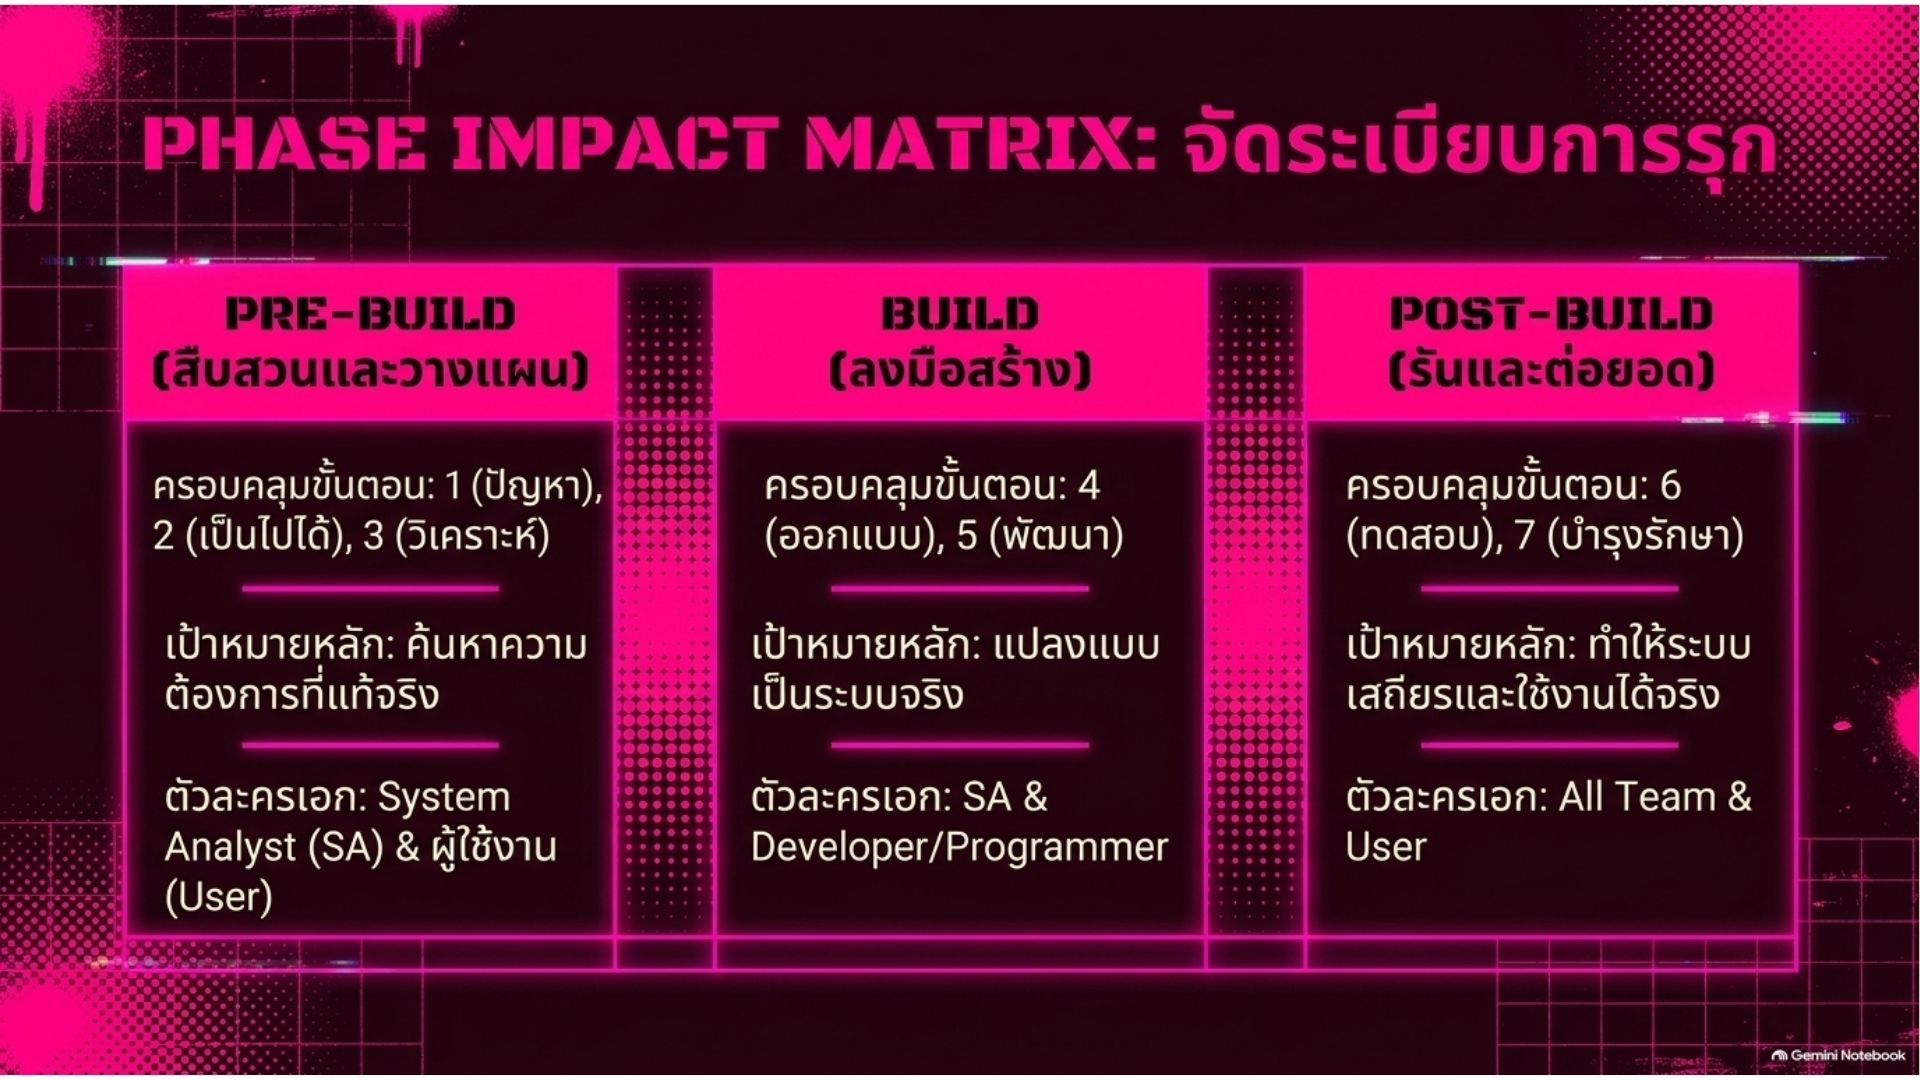 PHASE IMPACT MATRIX: จัดระเบียบการรุก
PRE-BUILD
(สืบสวนและวางแผน)
ครอบคลุมขั้นตอน: 1 (ปัญหา),
2 (เป็นไปได้), 3 (วิเคราะห์)
เป้าหมายหลัก: ค้นหาความ
ต้องการที่แท้จริง
ตัวละครเอก: System
Analyst (SA) & ผู้ใช้งาน
(User)
BUILD
(ลงมือสร้าง)
ครอบคลุมขั้นตอน: 4
(ออกแบบ), 5 (พัฒนา)
เป้าหมายหลัก: แปลงแบบ
เป็นระบบจริง
ตัวละครเอก: SA &
Developer/Programmer
POST-BUILD
(รันและต่อยอด)
ครอบคลุมขั้นตอน: 6
(ทดสอบ), 7 (บำรุงรักษา)
เป้าหมายหลัก: ทำให้ระบบ
เสถียรและใช้งานได้จริง
ตัวละครเอก: All Team &
User
Gemini Notebook